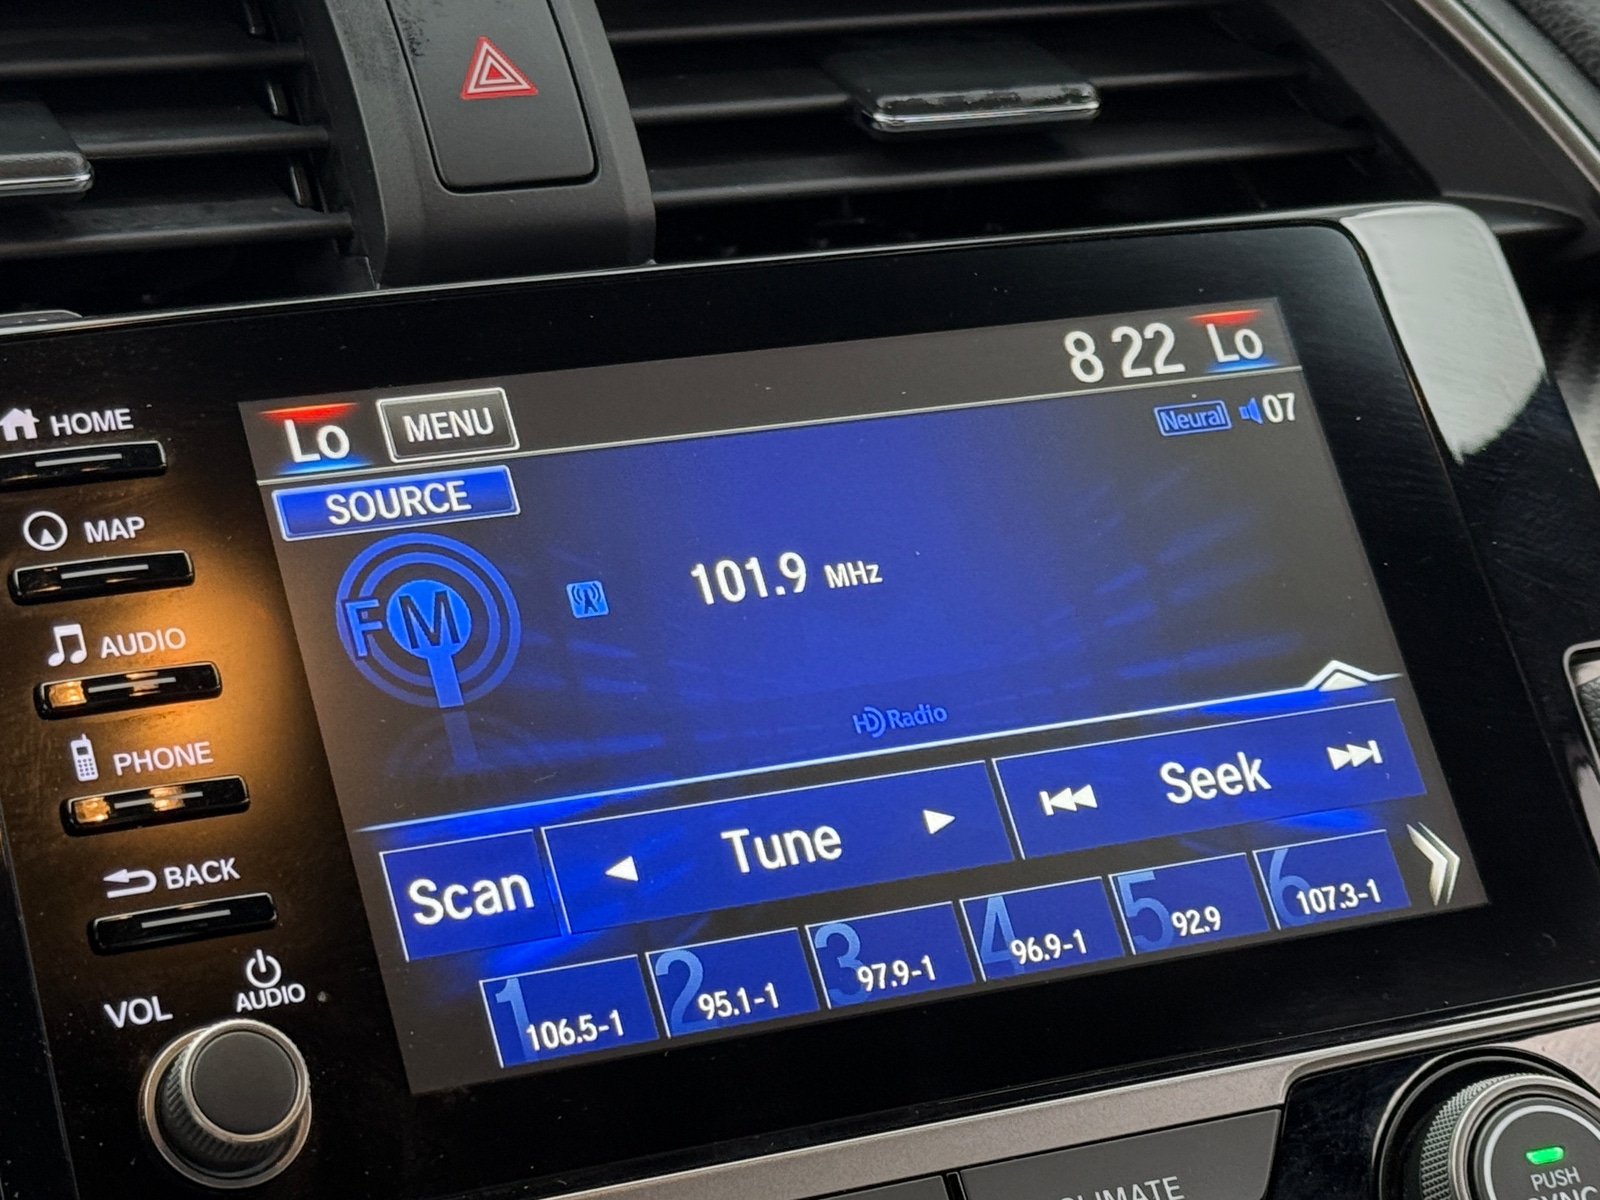 HOME
MAP
AUDIO
PHONE
BACK
VOL
AUDIO
Lo
MENU
8 22
Lo
SOURCE
Neural
07
FM
101.9 MHz
HD Radio
Scan
Tune
Seek
1 106.5-1
2 95.1-1
3 97.9-1
4 96.9-1
5 92.9
6 107.3-1
PUSH